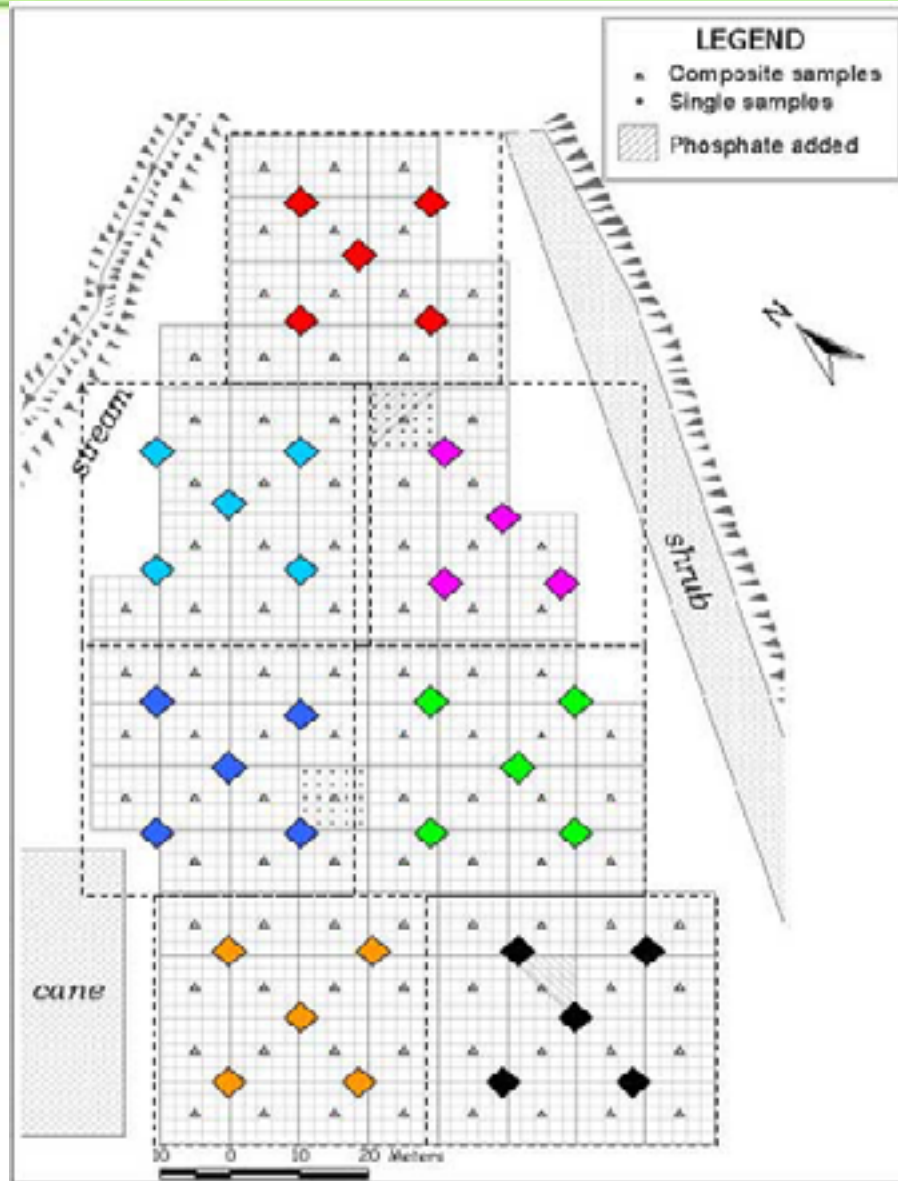 LEGEND
Composite samples
Single samples
Phosphate added
N
stream
shrub
cane
10 0 10 20 Meters